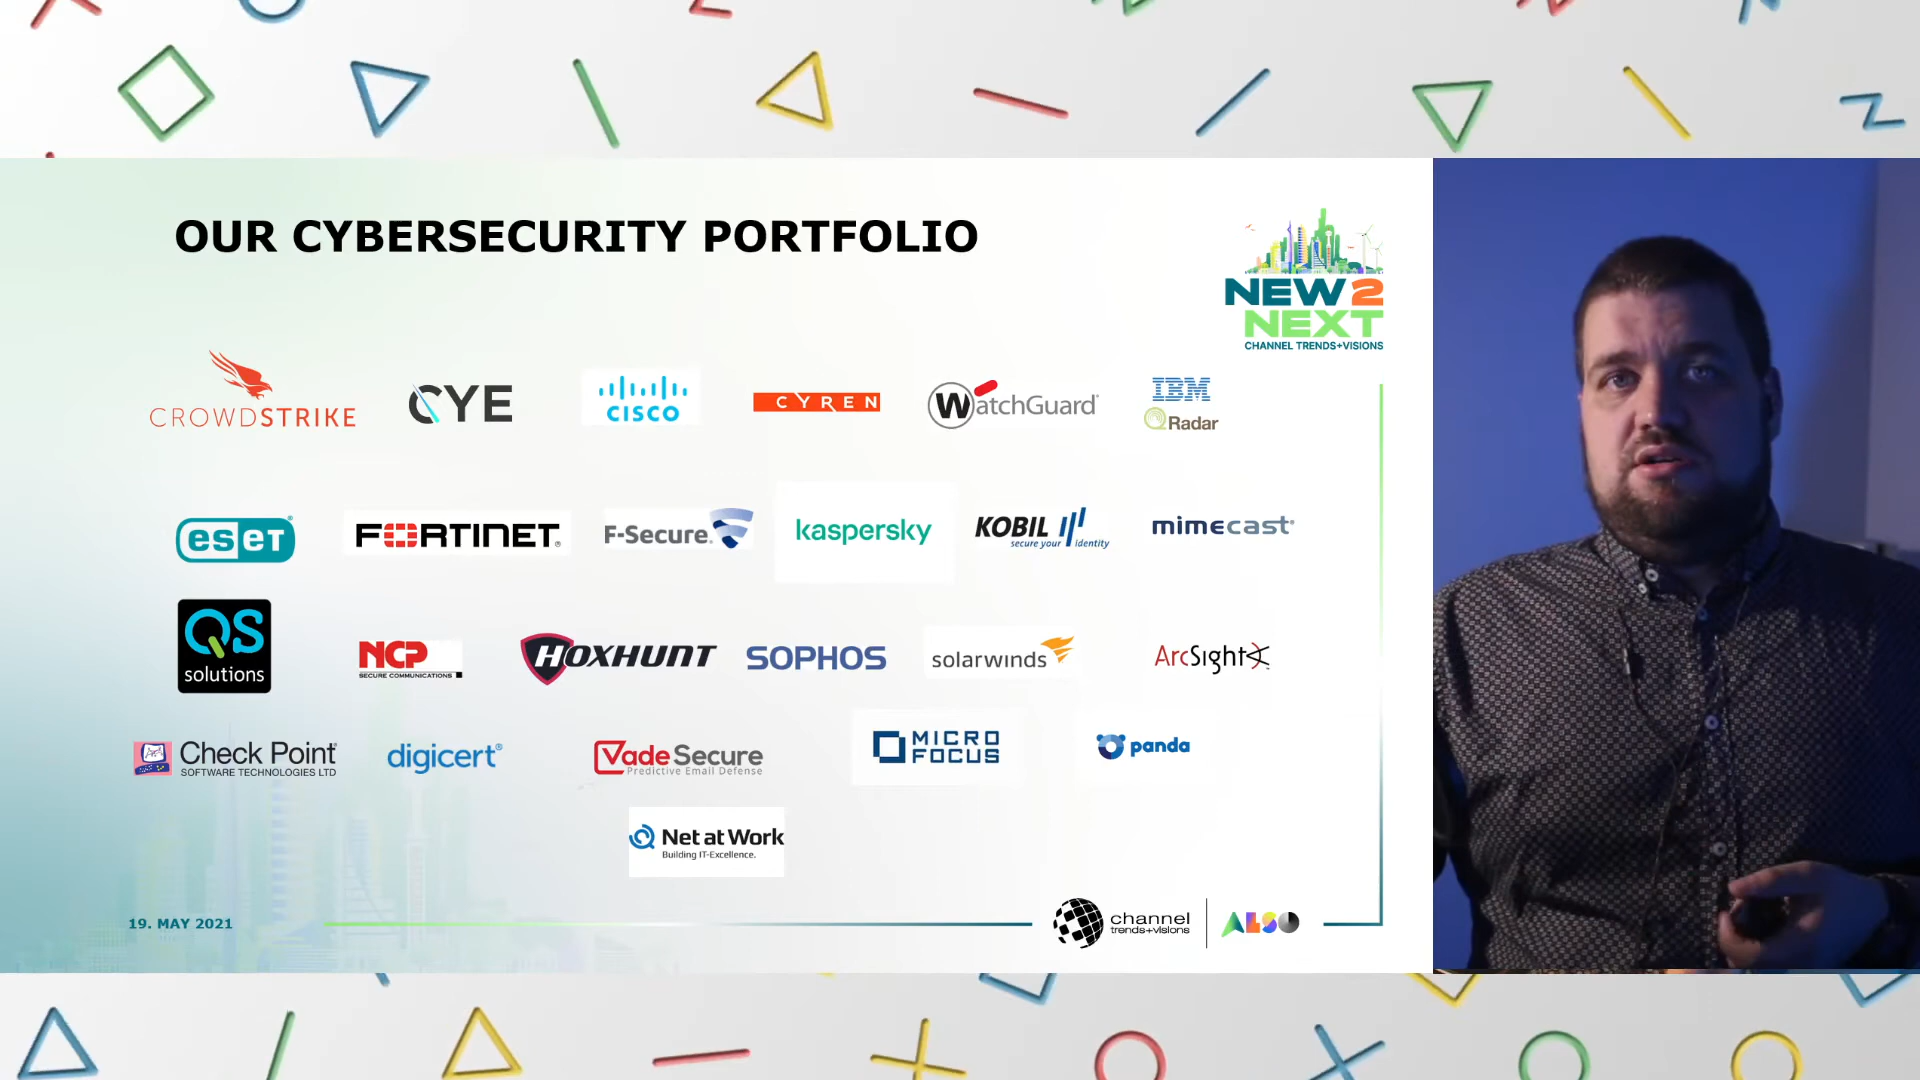 OUR CYBERSECURITY PORTFOLIO
NEW 2
NEXT
CHANNEL TRENDS+VISIONS
CROWDSTRIKE
CYE
CISCO
CYREN
WatchGuard
IBM
QRadar
eseT
FORTINET®
F-Secure.
kaspersky
KOBIL
secure your identity
mimecast
QS
solutions
NCP
SECURE COMMUNICATIONS
HOXHUNT
SOPHOS
solarwinds
ArcSight
Check Point
SOFTWARE TECHNOLOGIES LTD
digicert®
VadeSecure
Predictive Email Defense
MICRO
FOCUS
panda
Net at Work
Building IT-Excellence.
19. MAY 2021
channel
trends+visions
ALSO